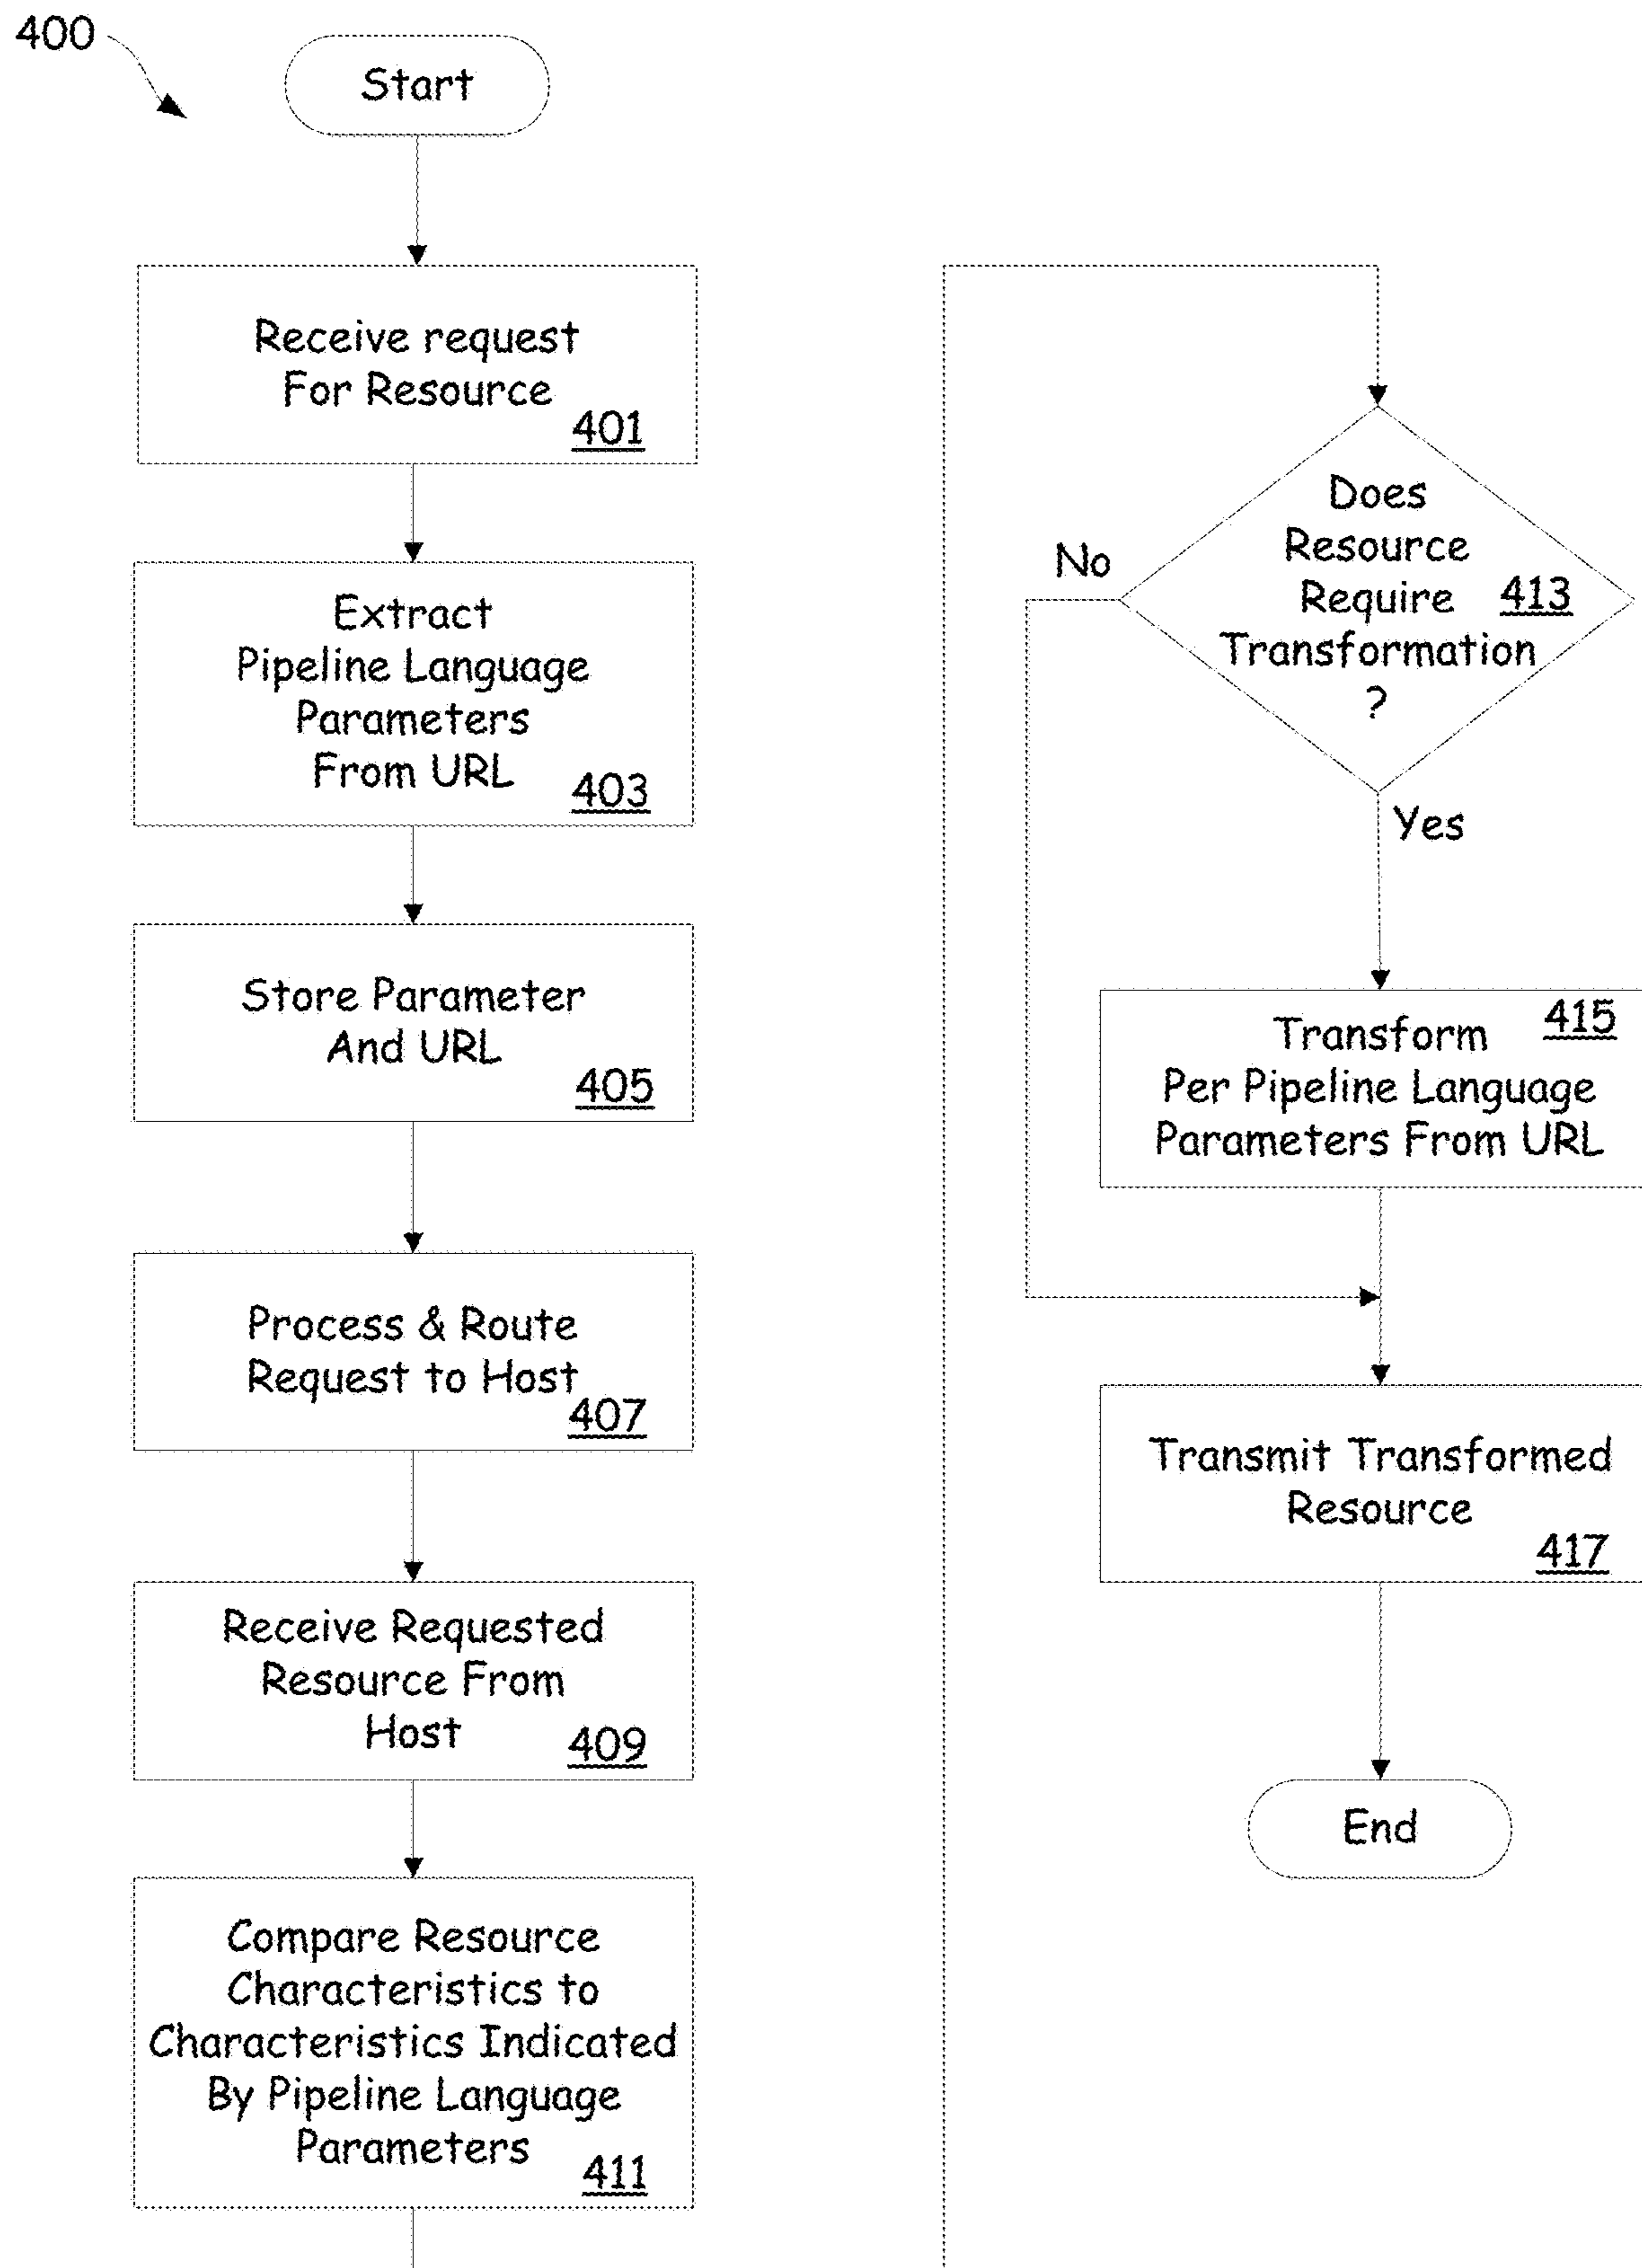 400
Start
Receive request
For Resource
401
Extract
Pipeline Language
Parameters
From URL
403
Store Parameter
And URL
405
Process & Route
Request to Host
407
Receive Requested
Resource From
Host
409
Compare Resource
Characteristics to
Characteristics Indicated
By Pipeline Language
Parameters
411
Does
Resource
Require
Transformation
?
413
No
Yes
415
Transform
Per Pipeline Language
Parameters From URL
Transmit Transformed
Resource
417
End